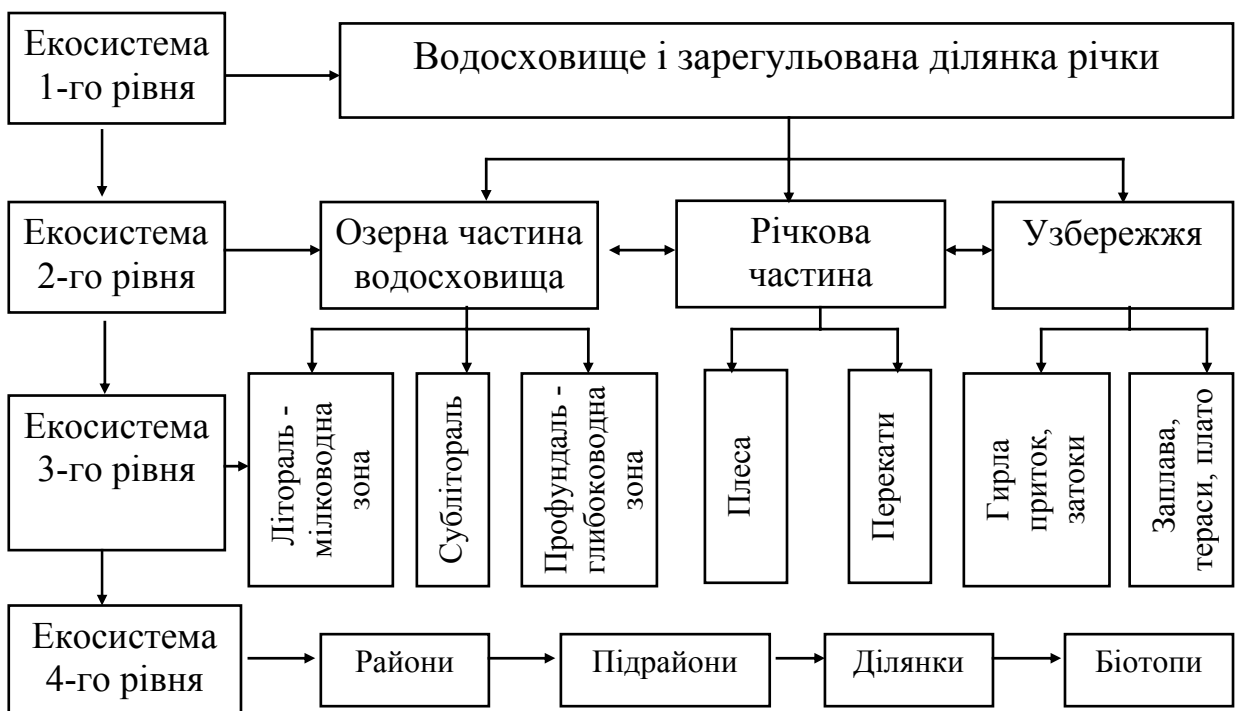 Екосистема
1-го рівня
Водосховище і зарегульована ділянка річки
Екосистема
2-го рівня
Озерна частина
водосховища
Річкова
частина
Узбережжя
Екосистема
3-го рівня
Літораль -
мілководна
зона
Сублітораль
Профундаль -
глибоководна
зона
Плеса
Перекати
Гирла
приток,
затоки
Заплава,
тераси, плато
Екосистема
4-го рівня
Райони
Підрайони
Ділянки
Біотопи